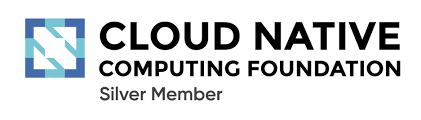 CLOUD NATIVE
COMPUTING FOUNDATION
Silver Member